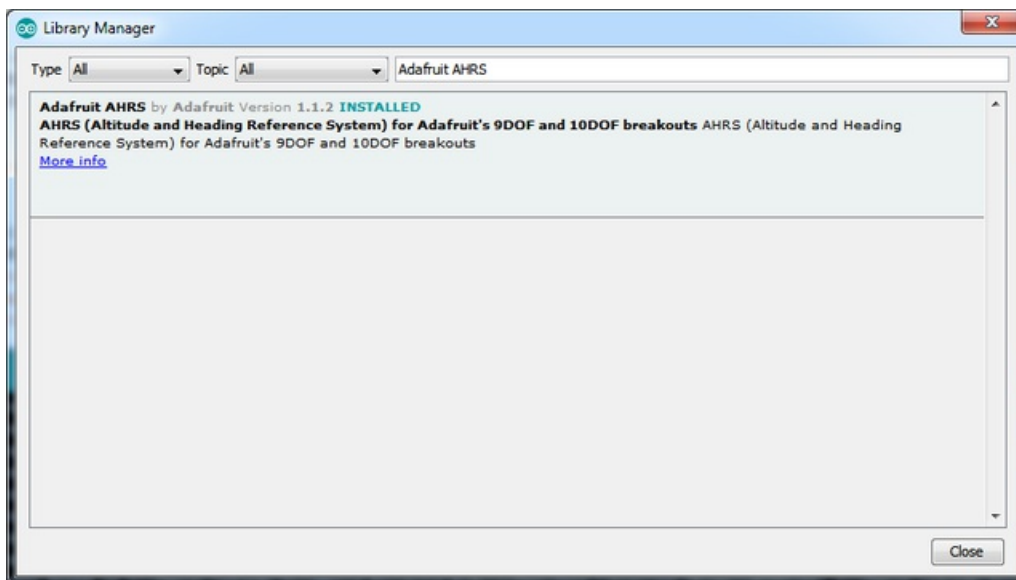 Library Manager
Type All Topic All Adafruit AHRS
Adafruit AHRS by Adafruit Version 1.1.2 INSTALLED
AHRS (Altitude and Heading Reference System) for Adafruit's 9DOF and 10DOF breakouts AHRS (Altitude and Heading
Reference System) for Adafruit's 9DOF and 10DOF breakouts
More info
Close